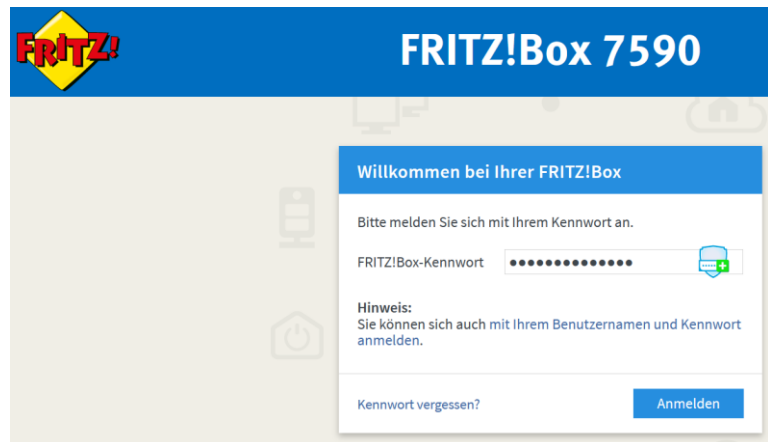 FRITZ!
FRITZ!Box 7590
Willkommen bei Ihrer FRITZ!Box
Bitte melden Sie sich mit Ihrem Kennwort an.
FRITZ!Box-Kennwort ••••••••••••••
Hinweis:
Sie können sich auch mit Ihrem Benutzernamen und Kennwort
anmelden.
Kennwort vergessen? Anmelden